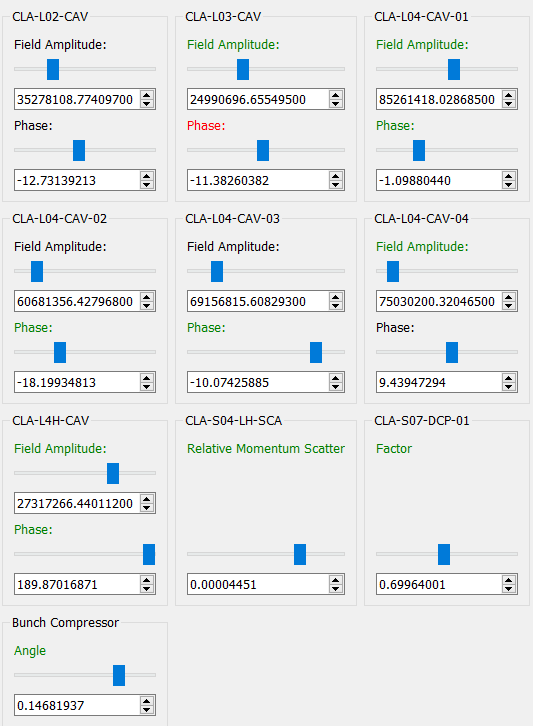 CLA-L02-CAV
Field Amplitude:
35278108.77409700
Phase:
-12.73139213
CLA-L03-CAV
Field Amplitude:
24990696.65549500
Phase:
-11.38260382
CLA-L04-CAV-01
Field Amplitude:
85261418.02868500
Phase:
-1.09880440
CLA-L04-CAV-02
Field Amplitude:
60681356.42796800
Phase:
-18.19934813
CLA-L04-CAV-03
Field Amplitude:
69156815.60829300
Phase:
-10.07425885
CLA-L04-CAV-04
Field Amplitude:
75030200.32046500
Phase:
9.43947294
CLA-L4H-CAV
Field Amplitude:
27317266.44011200
Phase:
189.87016871
CLA-S04-LH-SCA
Relative Momentum Scatter
0.00004451
CLA-S07-DCP-01
Factor
0.69964001
Bunch Compressor
Angle
0.14681937